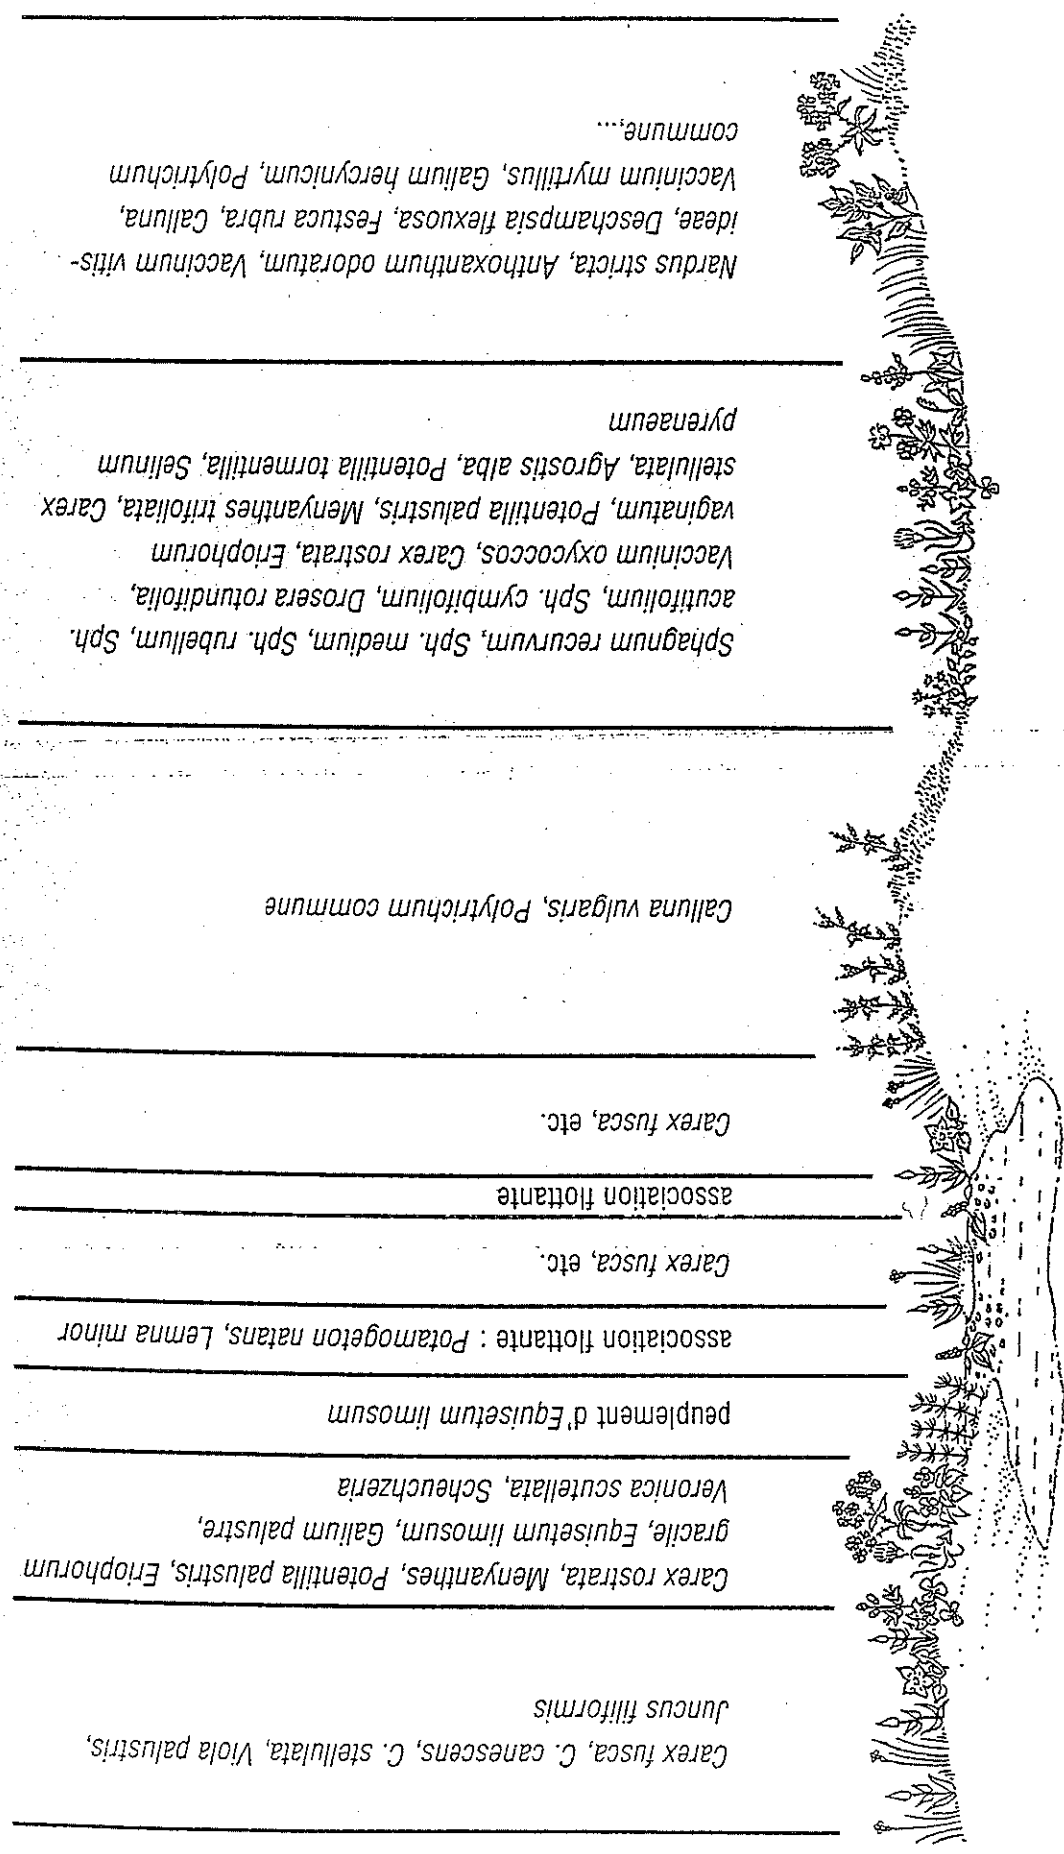 Carex fusca, C. canescens, C. stellulata, Viola palustris,
Juncus filiformis
Carex rostrata, Menyanthes, Potentilla palustris, Eriophorum
gracile, Equisetum limosum, Galium palustre,
Veronica scutellata, Scheuchzeria
peuplement d'Equisetum limosum
association flottante : Potamogeton natans, Lemna minor
Carex fusca, etc.
association flottante
Carex fusca, etc.
Calluna vulgaris, Polytrichum commune
Sphagnum recurvum, Sph. medium, Sph. rubellum, Sph.
acutifolium, Sph. cymbifolium, Drosera rotundifolia,
Vaccinium oxycoccos, Carex rostrata, Eriophorum
vaginatum, Potentilla palustris, Menyanthes trifoliata, Carex
stellulata, Agrostis alba, Potentilla tormentilla, Selinum
pyrenaeum
Nardus stricta, Anthoxanthum odoratum, Vaccinum vitis-
ideae, Deschampsia flexuosa, Festuca rubra, Calluna,
Vaccinium myrtillus, Galium hercynicum, Polytrichum
commune,...